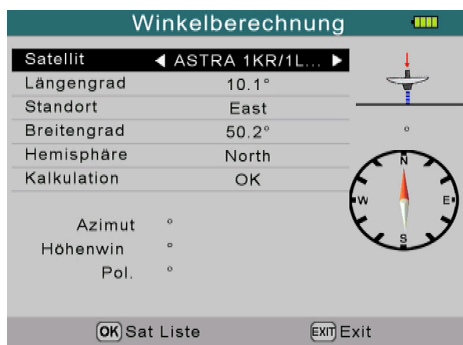 Winkelberechnung
Satellit ◀ ASTRA 1KR/1L... ▶
Längengrad 10.1°
Standort East
Breitengrad 50.2°
Hemisphäre North
Kalkulation OK
Azimut °
Höhenwin °
Pol. °
°
N
W E
S
OK Sat Liste EXIT Exit